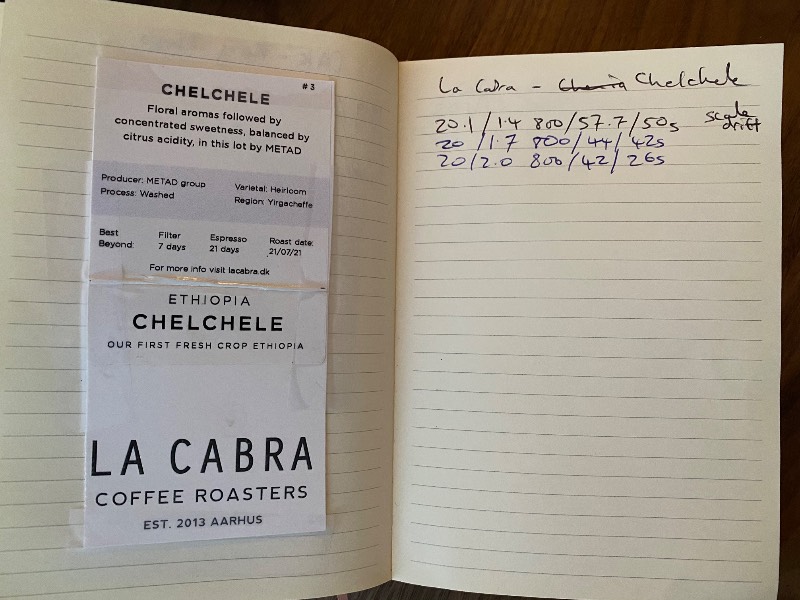 #3
CHELCHELE
Floral aromas followed by
concentrated sweetness, balanced by
citrus acidity, in this lot by METAD
Producer: METAD group
Process: Washed
Varietal: Heirloom
Region: Yirgacheffe
Best
Beyond:
Filter
7 days
Espresso
21 days
Roast date:
21/07/21
For more info visit lacabra.dk
ETHIOPIA
CHELCHELE
OUR FIRST FRESH CROP ETHIOPIA
LA CABRA
COFFEE ROASTERS
EST. 2013 AARHUS
La Cabra - Chelchele
20.1/1.4 800/57.7/50s scale
drift
20/1.7 800/44/42s
20/2.0 800/42/26s